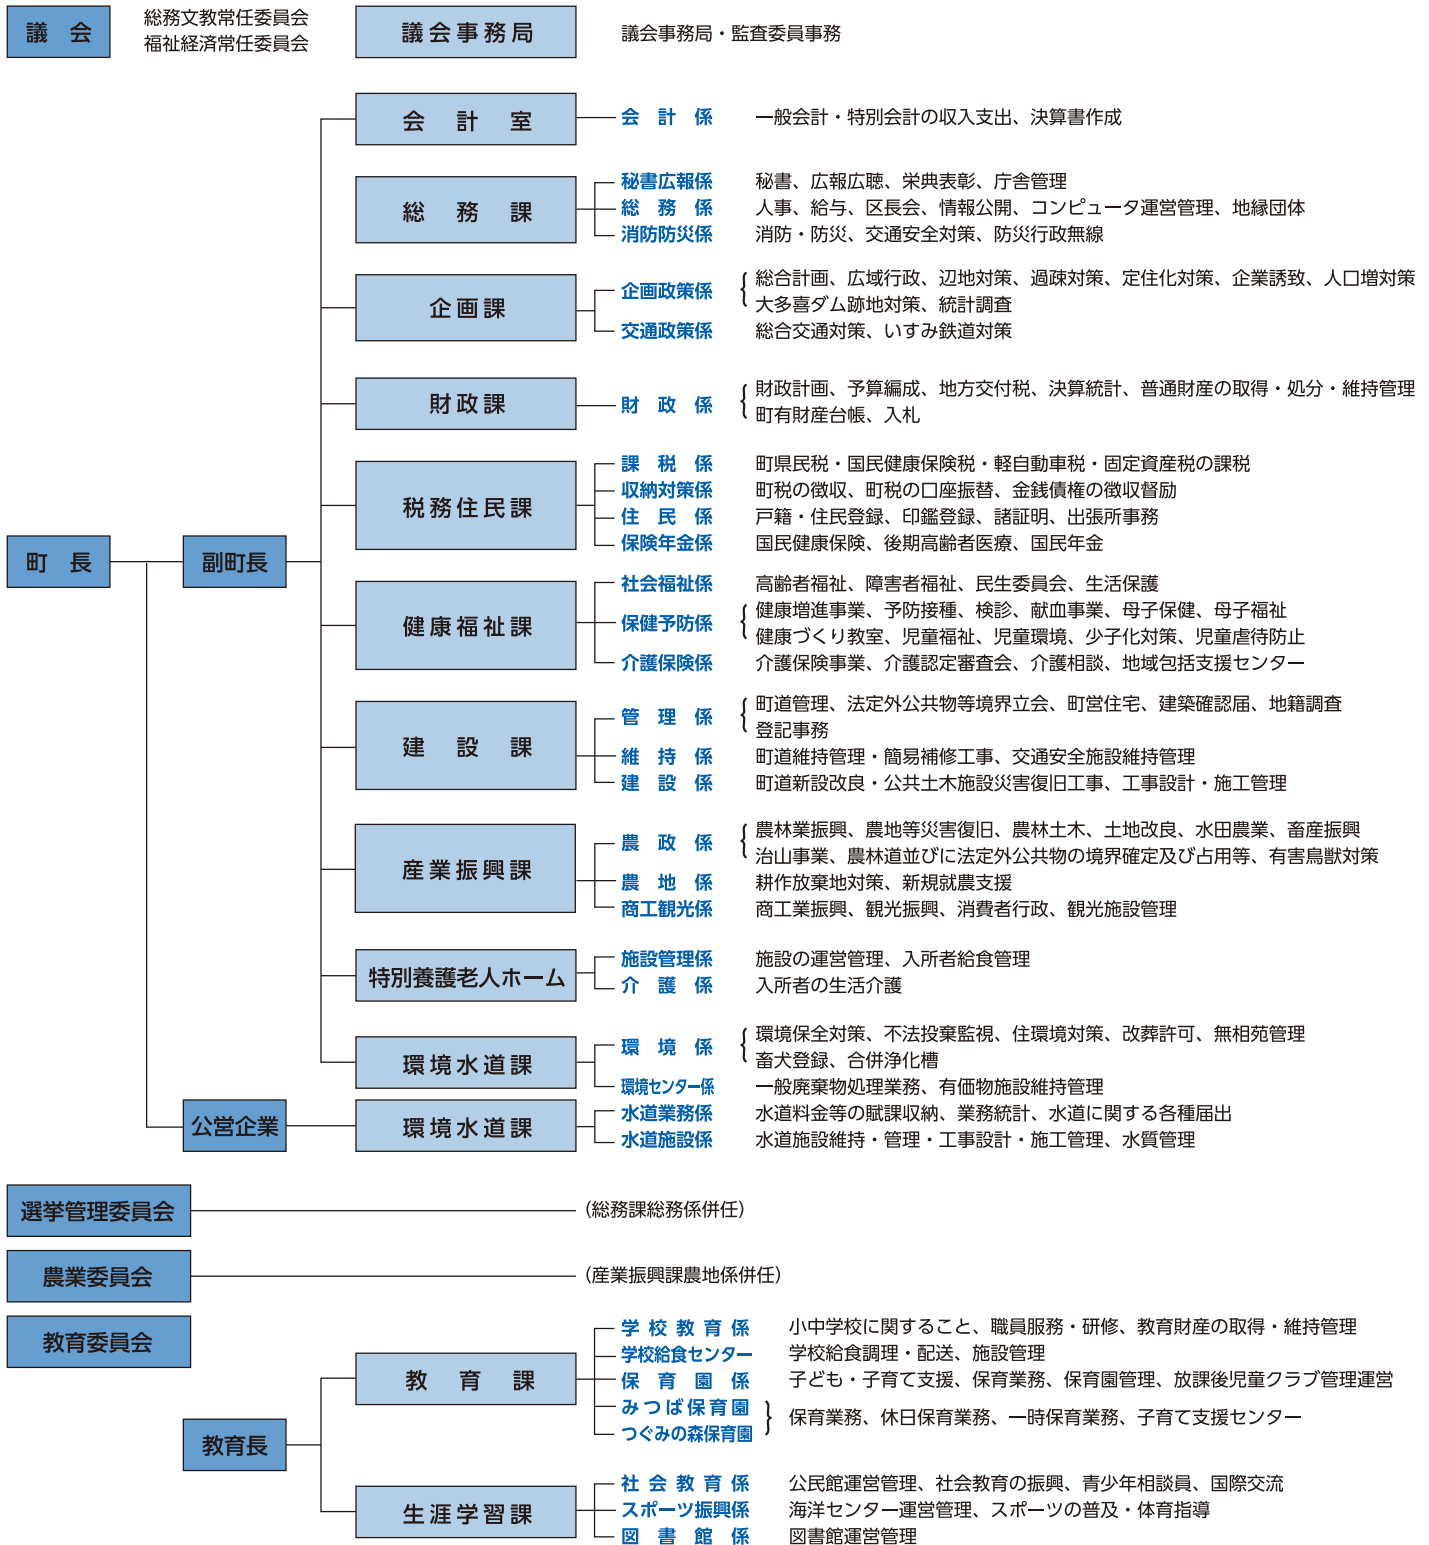 議　会
総務文教常任委員会
福祉経済常任委員会
議会事務局
議会事務局・監査委員事務
会　計　室
会　計　係
一般会計・特別会計の収入支出、決算書作成
総　務　課
秘書広報係
秘書、広報広聴、栄典表彰、庁舎管理
総　務　係
人事、給与、区長会、情報公開、コンピュータ運営管理、地縁団体
消防防災係
消防・防災、交通安全対策、防災行政無線
企画課
企画政策係
総合計画、広域行政、辺地対策、過疎対策、定住化対策、企業誘致、人口増対策
大多喜ダム跡地対策、統計調査
交通政策係
総合交通対策、いすみ鉄道対策
財政課
財　政　係
財政計画、予算編成、地方交付税、決算統計、普通財産の取得・処分・維持管理
町有財産台帳、入札
税務住民課
課　税　係
町県民税・国民健康保険税・軽自動車税・固定資産税の課税
収納対策係
町税の徴収、町税の口座振替、金銭債権の徴収督励
住　民　係
戸籍・住民登録、印鑑登録、諸証明、出張所事務
保険年金係
国民健康保険、後期高齢者医療、国民年金
町　長
副町長
健康福祉課
社会福祉係
高齢者福祉、障害者福祉、民生委員会、生活保護
保健予防係
健康増進事業、予防接種、検診、献血事業、母子保健、母子福祉
健康づくり教室、児童福祉、児童環境、少子化対策、児童虐待防止
介護保険係
介護保険事業、介護認定審査会、介護相談、地域包括支援センター
建　設　課
管　理　係
町道管理、法定外公共物等境界立会、町営住宅、建築確認届、地籍調査
登記事務
維　持　係
町道維持管理・簡易補修工事、交通安全施設維持管理
建　設　係
町道新設改良・公共土木施設災害復旧工事、工事設計・施工管理
産業振興課
農　政　係
農林業振興、農地等災害復旧、農林土木、土地改良、水田農業、畜産振興
治山事業、農林道並びに法定外公共物の境界確定及び占用等、有害鳥獣対策
農　地　係
耕作放棄地対策、新規就農支援
商工観光係
商工業振興、観光振興、消費者行政、観光施設管理
特別養護老人ホーム
施設管理係
施設の運営管理、入所者給食管理
介　護　係
入所者の生活介護
環境水道課
環　境　係
環境保全対策、不法投棄監視、住環境対策、改葬許可、無相苑管理
畜犬登録、合併浄化槽
環境センター係
一般廃棄物処理業務、有価物施設維持管理
公営企業
環境水道課
水道業務係
水道料金等の賦課収納、業務統計、水道に関する各種届出
水道施設係
水道施設維持・管理・工事設計・施工管理、水質管理
選挙管理委員会
（総務課総務係併任）
農業委員会
（産業振興課農地係併任）
教育委員会
教育長
教　育　課
学校教育係
小中学校に関すること、職員服務・研修、教育財産の取得・維持管理
学校給食センター
学校給食調理・配送、施設管理
保　育　園　係
子ども・子育て支援、保育業務、保育園管理、放課後児童クラブ管理運営
みつば保育園
つぐみの森保育園
保育業務、休日保育業務、一時保育業務、子育て支援センター
生涯学習課
社会教育係
公民館運営管理、社会教育の振興、青少年相談員、国際交流
スポーツ振興係
海洋センター運営管理、スポーツの普及・体育指導
図　書　館　係
図書館運営管理